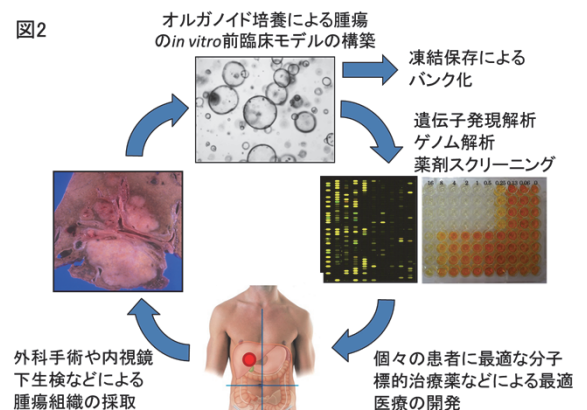 図2
オルガノイド培養による腫瘍
のin vitro前臨床モデルの構築
凍結保存による
バンク化
遺伝子発現解析
ゲノム解析
薬剤スクリーニング
外科手術や内視鏡
下生検などによる
腫瘍組織の採取
個々の患者に最適な分子
標的治療薬などによる最適
医療の開発